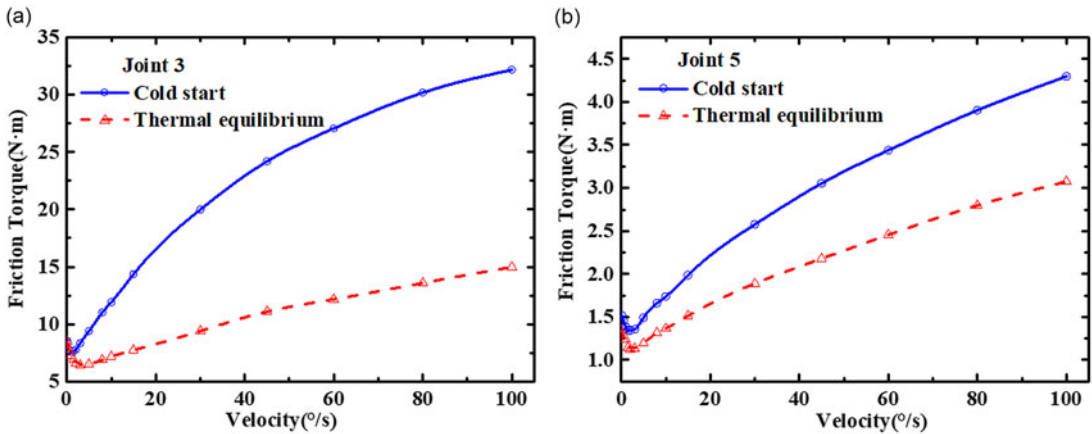 (a)
35
30
25
20
15
10
5
Friction Torque(N·m)
Joint 3
Cold start
Thermal equilibrium
0 20 40 60 80 100
Velocity(°/s)
(b)
4.5
4.0
3.5
3.0
2.5
2.0
1.5
1.0
Friction Torque(N·m)
Joint 5
Cold start
Thermal equilibrium
0 20 40 60 80 100
Velocity(°/s)